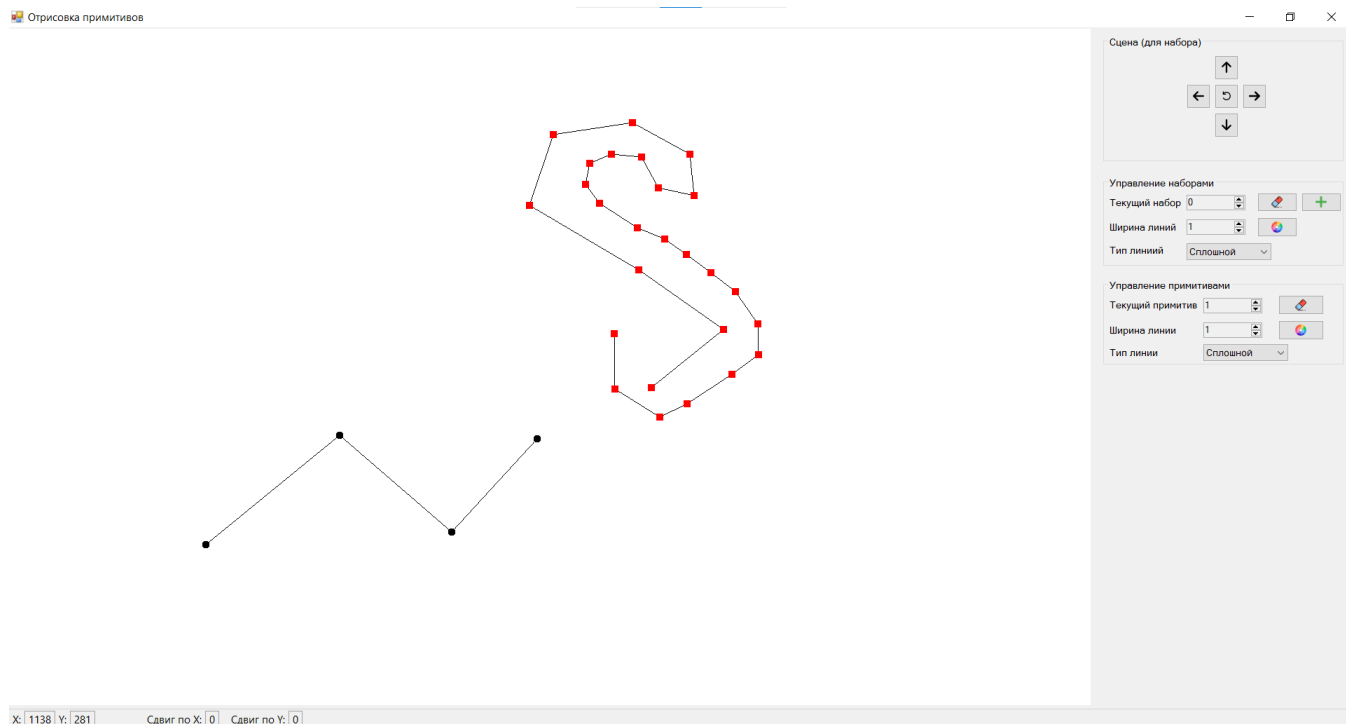 Отрисовка примитивов
Сцена (для набора)
Управление наборами
Текущий набор 0
Ширина линий 1
Тип линиий Сплошной
Управление примитивами
Текущий примитив 1
Ширина линии 1
Тип линии Сплошной
X: 1138 Y: 281 Сдвиг по X: 0 Сдвиг по Y: 0